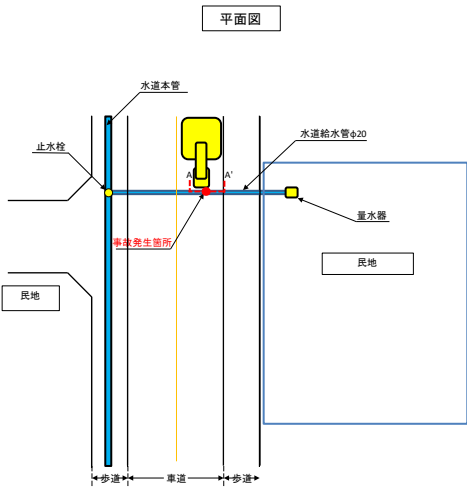 平面図
水道本管
水道給水管φ20
止水栓
A
A'
量水器
事故発生箇所
民地
民地
歩道
車道
歩道